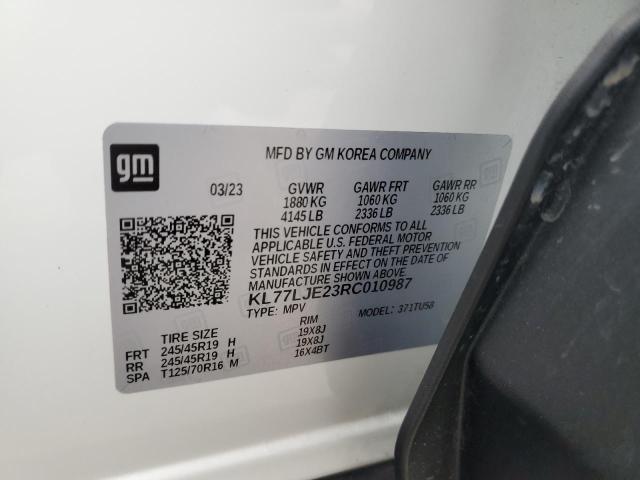 gm
MFD BY GM KOREA COMPANY
03/23 GVWR GAWR FRT GAWR RR
1880 KG 1060 KG 1060 KG
4145 LB 2336 LB 2336 LB
THIS VEHICLE CONFORMS TO ALL
APPLICABLE U.S. FEDERAL MOTOR
VEHICLE SAFETY AND THEFT PREVENTION
STANDARDS IN EFFECT ON THE DATE OF
MANUFACTURE SHOWN ABOVE.
KL77LJE23RC010987
TYPE: MPV MODEL: 371TU58
TIRE SIZE RIM
FRT 245/45R19 H 19X8J
RR 245/45R19 H 19X8J
SPA T125/70R16 M 16X4BT